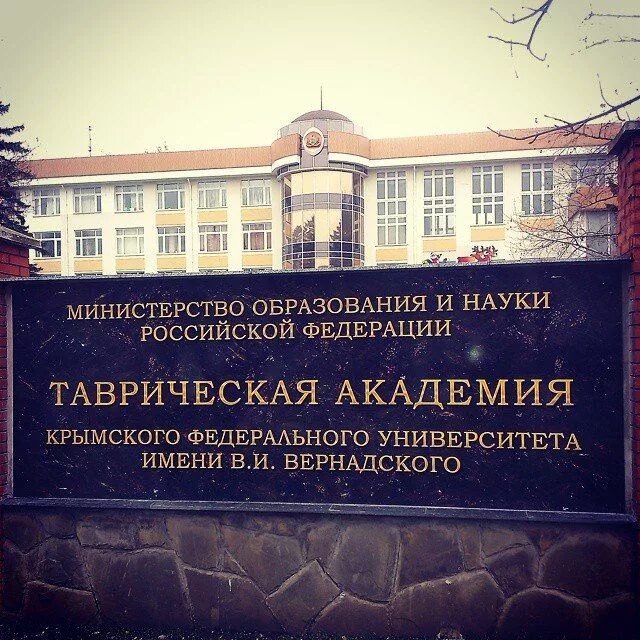 МИНИСТЕРСТВО ОБРАЗОВАНИЯ И НАУКИ
РОССИЙСКОЙ ФЕДЕРАЦИИ
ТАВРИЧЕСКАЯ АКАДЕМИЯ
КРЫМСКОГО ФЕДЕРАЛЬНОГО УНИВЕРСИТЕТА
ИМЕНИ В.И. ВЕРНАДСКОГО